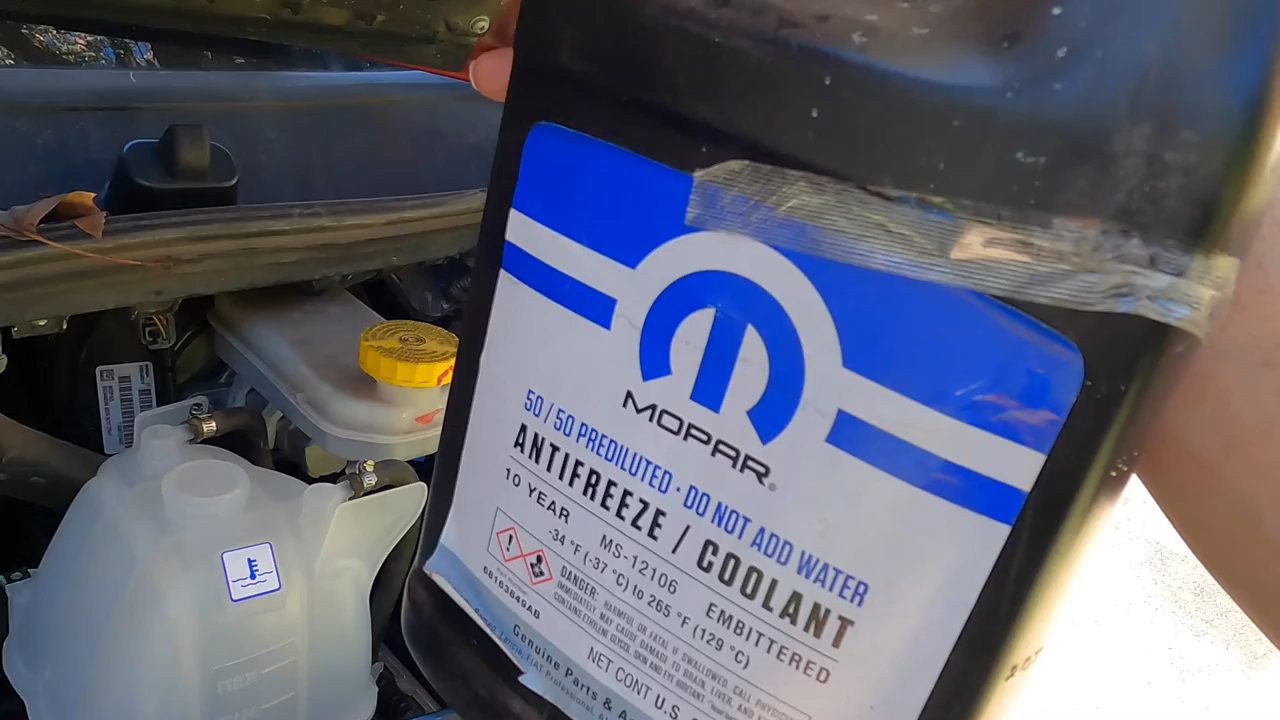 MOPAR
50/50 PREDILUTED · DO NOT ADD WATER
ANTIFREEZE / COOLANT
10 YEAR MS-12106 EMBITTERED
-34 °F (-37 °C) to 265 °F (129 °C)
DANGER: HARMFUL OR FATAL IF SWALLOWED. CALL PHYSICIAN
IMMEDIATELY. MAY CAUSE DAMAGE TO BRAIN, LIVER, AND
CONTAINS ETHYLENE GLYCOL. SKIN AND EYE IRRITANT.
68163849AB
NET CONT U.S.
Genuine Parts &
MAX